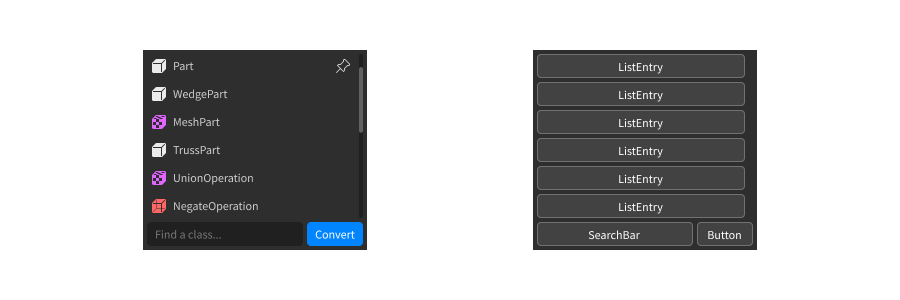 Part
WedgePart
MeshPart
TrussPart
UnionOperation
NegateOperation
Find a class...
Convert
ListEntry
ListEntry
ListEntry
ListEntry
ListEntry
ListEntry
SearchBar
Button